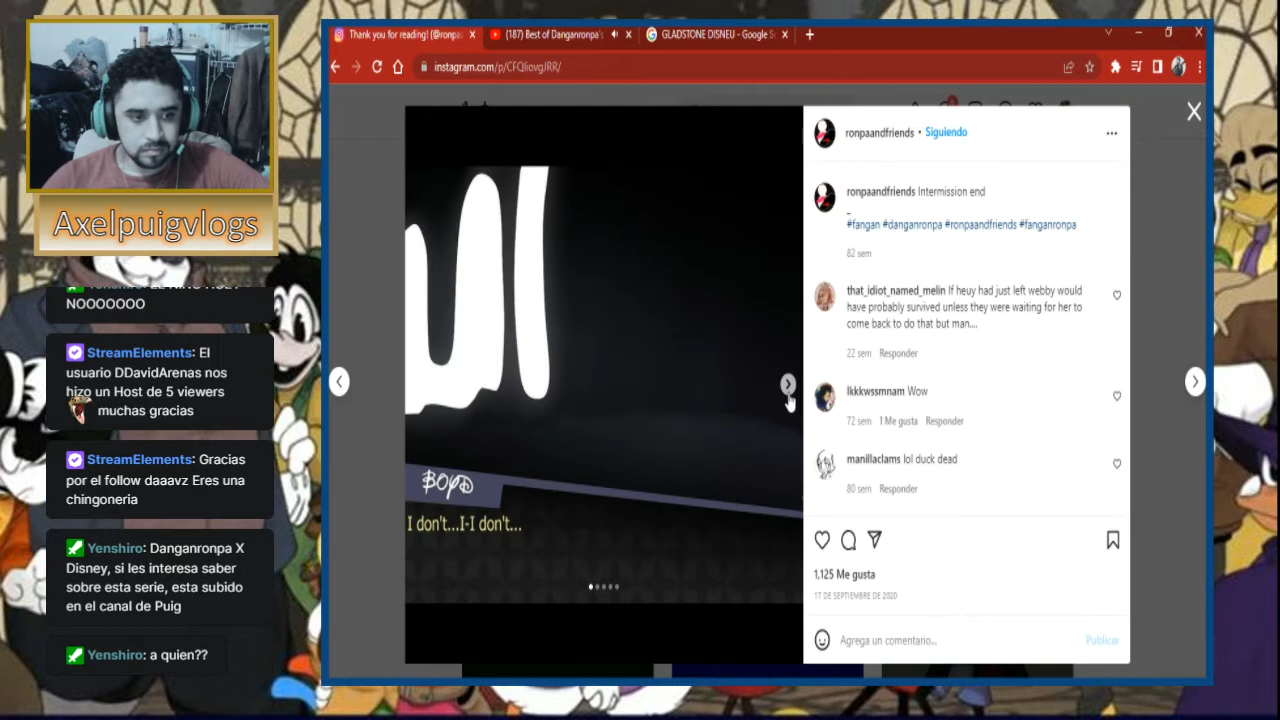 Thank you for reading! (@ronpa
(187) Best of Danganronpa's
GLADSTONE DISNEU - Google S
instagram.com/p/CFQliovgJRR/
Axelpuigvlogs
NOOOOOOO
StreamElements: El
usuario DDavidArenas nos
hizo un Host de 5 viewers
muchas gracias
StreamElements: Gracias
por el follow daaavz Eres una
chingoneria
Yenshiro: Danganronpa X
Disney, si les interesa saber
sobre esta serie, esta subido
en el canal de Puig
Yenshiro: a quien??
BOYD
I don't...I-I don't...
ronpaandfriends • Siguiendo
ronpaandfriends Intermission end
_
#fangan #danganronpa #ronpaandfriends #fanganronpa
82 sem
that_idiot_named_melin If heuy had just left webby would
have probably survived unless they were waiting for her to
come back to do that but man....
22 sem Responder
lkkkwssmnam Wow
72 sem 1 Me gusta Responder
manillaclams lol duck dead
80 sem Responder
1,125 Me gusta
17 DE SEPTIEMBRE DE 2020
Agrega un comentario...
Publicar